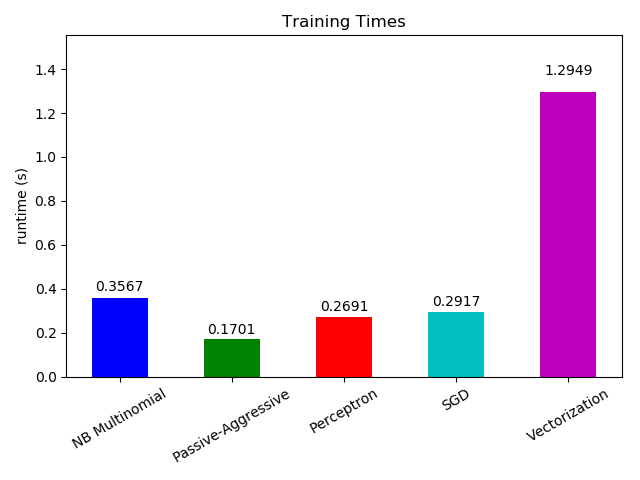 Training Times
runtime (s)
1.4
1.2
1.0
0.8
0.6
0.4
0.2
0.0
0.3567
0.1701
0.2691
0.2917
1.2949
NB Multinomial
Passive-Aggressive
Perceptron
SGD
Vectorization